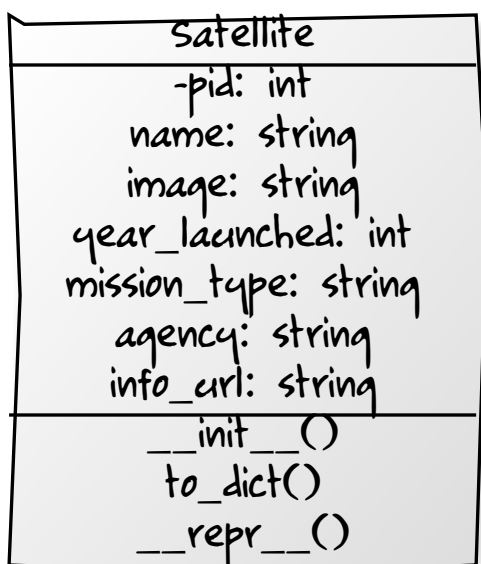 Satellite
-pid: int
name: string
image: string
year_launched: int
mission_type: string
agency: string
info_url: string
__init__()
to_dict()
__repr__()